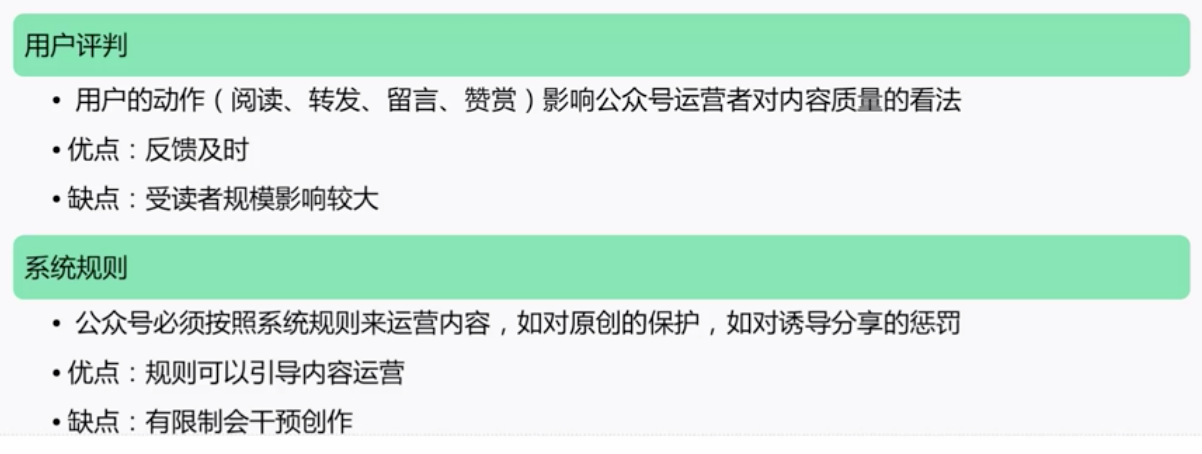 用户评判
• 用户的动作（阅读、转发、留言、赞赏）影响公众号运营者对内容质量的看法
• 优点：反馈及时
• 缺点：受读者规模影响较大
系统规则
• 公众号必须按照系统规则来运营内容，如对原创的保护，如对诱导分享的惩罚
• 优点：规则可以引导内容运营
• 缺点：有限制会干预创作